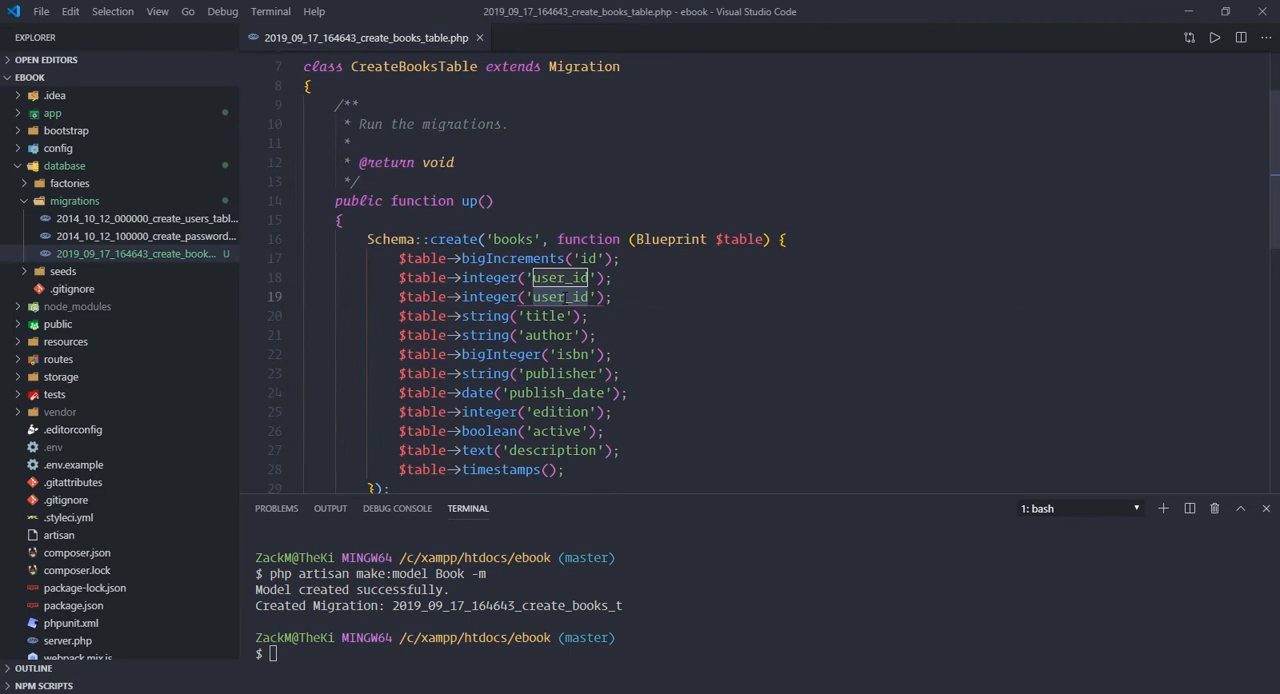 File Edit Selection View Go Debug Terminal Help 2019_09_17_164643_create_books_table.php - ebook - Visual Studio Code
EXPLORER
2019_09_17_164643_create_books_table.php
OPEN EDITORS
EBOOK
.idea
app
bootstrap
config
database
factories
migrations
2014_10_12_000000_create_users_tabl...
2014_10_12_100000_create_password...
2019_09_17_164643_create_book... U
seeds
.gitignore
node_modules
public
resources
routes
storage
tests
vendor
.editorconfig
.env
.env.example
.gitattributes
.gitignore
.styleci.yml
artisan
composer.json
composer.lock
package-lock.json
package.json
phpunit.xml
server.php
webpack.mix.js
OUTLINE
NPM SCRIPTS
7 class CreateBooksTable extends Migration
8 {
9 /**
10 * Run the migrations.
11 *
12 * @return void
13 */
14 public function up()
15 {
16 Schema::create('books', function (Blueprint $table) {
17 $table->bigIncrements('id');
18 $table->integer('user_id');
19 $table->integer('user_id');
20 $table->string('title');
21 $table->string('author');
22 $table->bigInteger('isbn');
23 $table->string('publisher');
24 $table->date('publish_date');
25 $table->integer('edition');
26 $table->boolean('active');
27 $table->text('description');
28 $table->timestamps();
29 });
PROBLEMS OUTPUT DEBUG CONSOLE TERMINAL 1: bash
ZackM@TheKi MINGW64 /c/xampp/htdocs/ebook (master)
$ php artisan make:model Book -m
Model created successfully.
Created Migration: 2019_09_17_164643_create_books_t
ZackM@TheKi MINGW64 /c/xampp/htdocs/ebook (master)
$